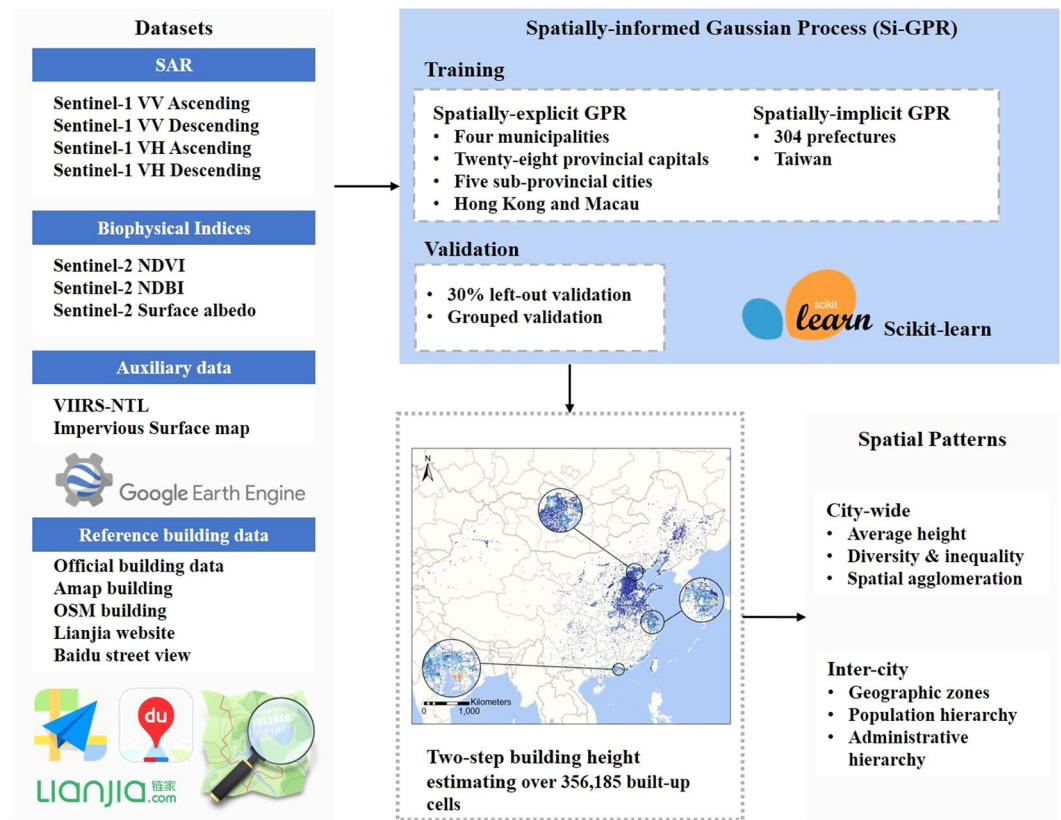 Datasets
SAR
Sentinel-1 VV Ascending
Sentinel-1 VV Descending
Sentinel-1 VH Ascending
Sentinel-1 VH Descending
Biophysical Indices
Sentinel-2 NDVI
Sentinel-2 NDBI
Sentinel-2 Surface albedo
Auxiliary data
VIIRS-NTL
Impervious Surface map
Google Earth Engine
Reference building data
Official building data
Amap building
OSM building
Lianjia website
Baidu street view
du
LIANJIA.com 链家
Spatially-informed Gaussian Process (Si-GPR)
Training
Spatially-explicit GPR
• Four municipalities
• Twenty-eight provincial capitals
• Five sub-provincial cities
• Hong Kong and Macau
Spatially-implicit GPR
• 304 prefectures
• Taiwan
Validation
• 30% left-out validation
• Grouped validation
scikit
learn
Scikit-learn
N
Kilometers
0 1,000
Two-step building height
estimating over 356,185 built-up
cells
Spatial Patterns
City-wide
• Average height
• Diversity & inequality
• Spatial agglomeration
Inter-city
• Geographic zones
• Population hierarchy
• Administrative
hierarchy